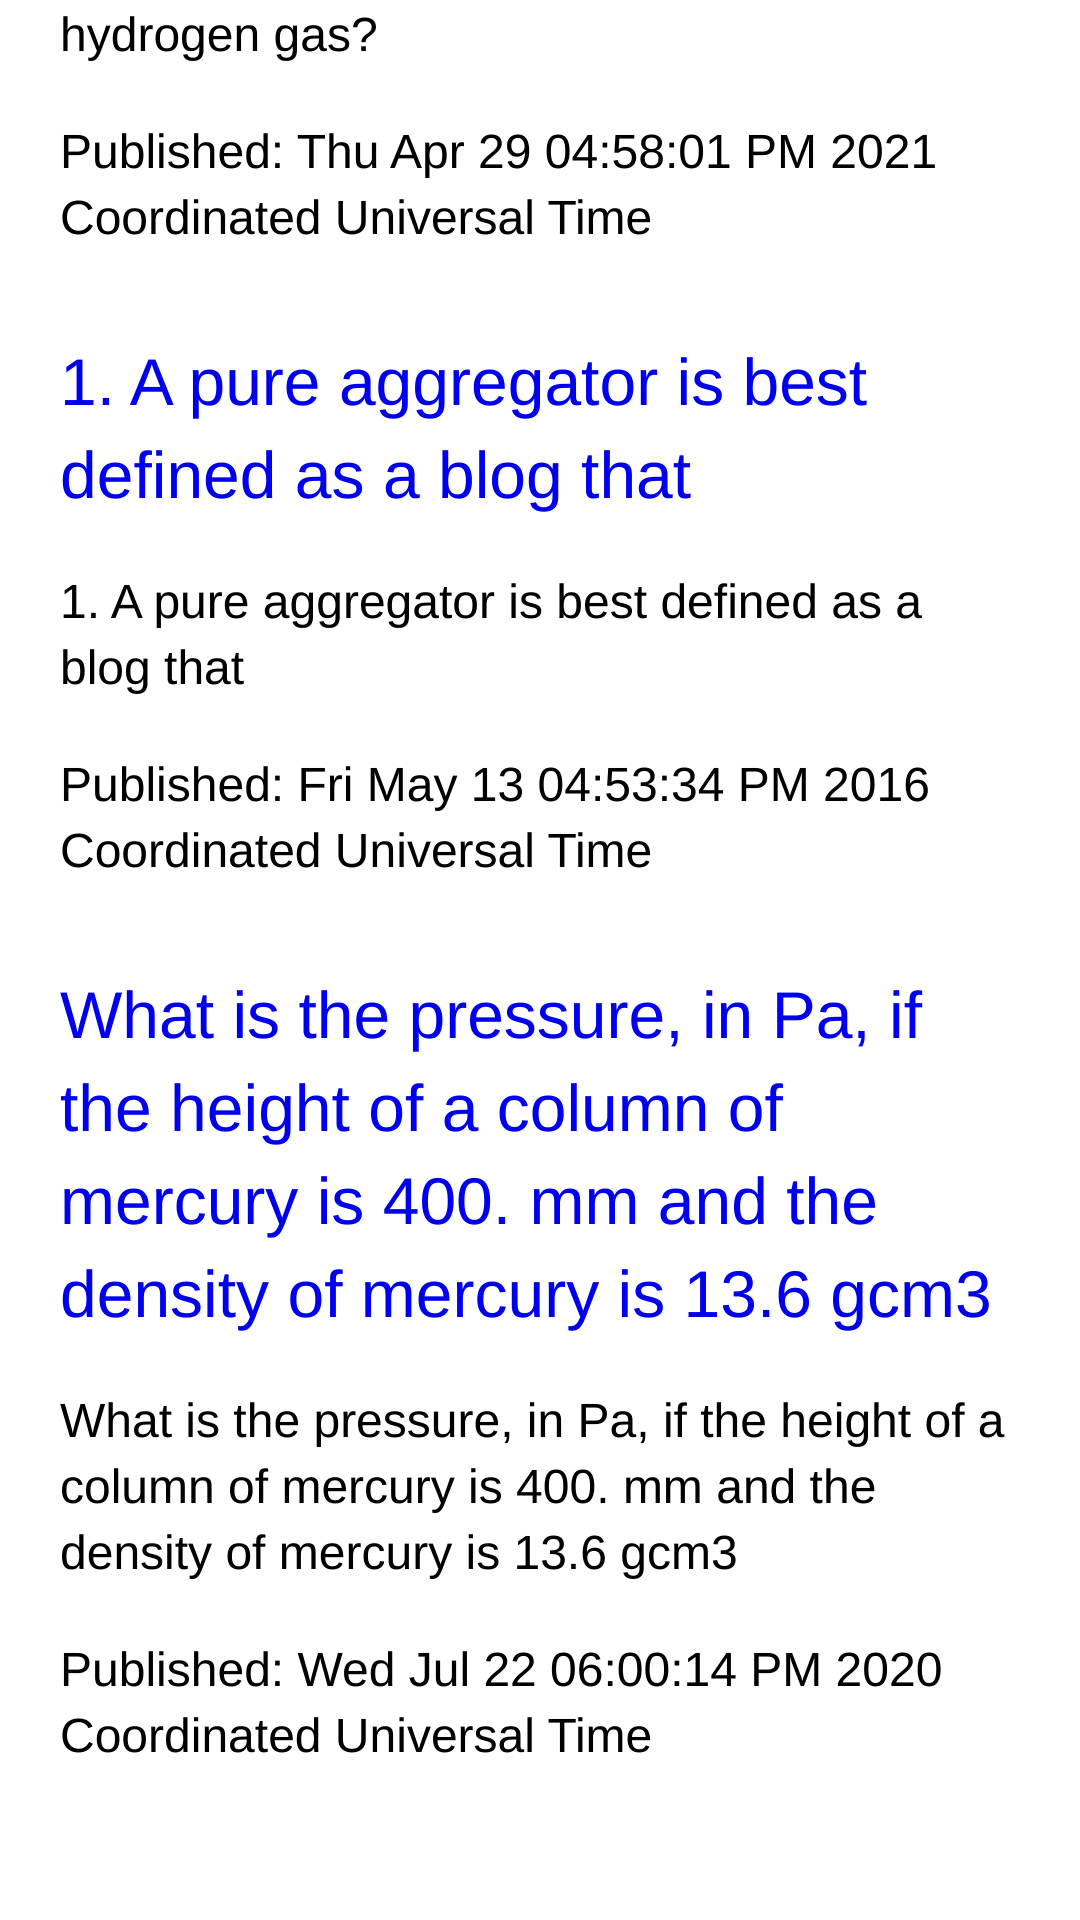 hydrogen gas?
Published: Thu Apr 29 04:58:01 PM 2021
Coordinated Universal Time
1. A pure aggregator is best
defined as a blog that
1. A pure aggregator is best defined as a
blog that
Published: Fri May 13 04:53:34 PM 2016
Coordinated Universal Time
What is the pressure, in Pa, if
the height of a column of
mercury is 400. mm and the
density of mercury is 13.6 gcm3
What is the pressure, in Pa, if the height of a
column of mercury is 400. mm and the
density of mercury is 13.6 gcm3
Published: Wed Jul 22 06:00:14 PM 2020
Coordinated Universal Time